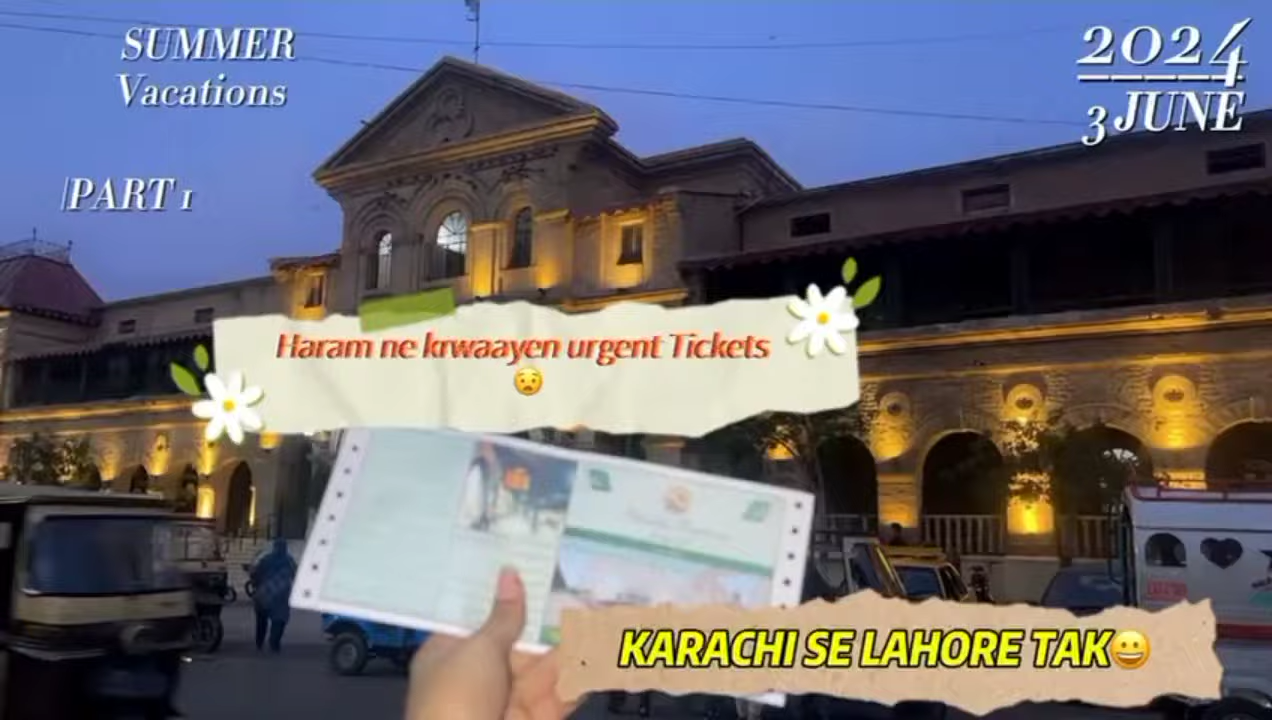 SUMMER
Vacations
2024
3 JUNE
PART 1
Haram ne krwaayen urgent Tickets
😧
KARACHI SE LAHORE TAK😀